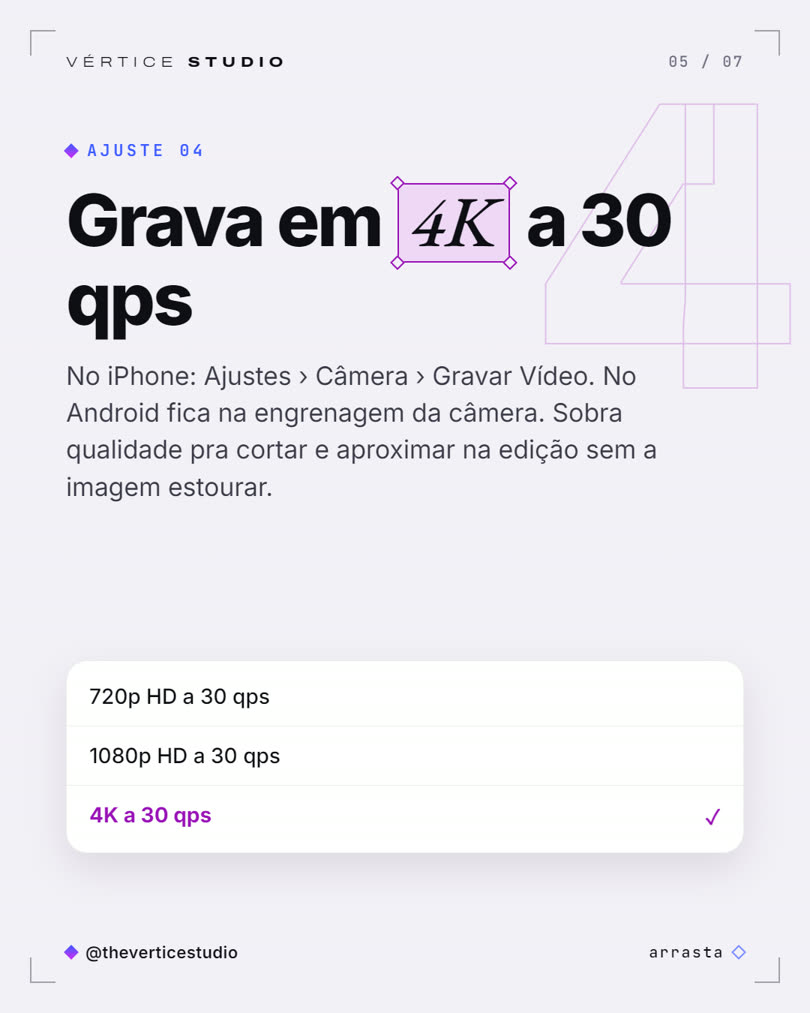 VÉRTICE STUDIO
05 / 07
AJUSTE 04
4
Grava em 4K a 30
qps
No iPhone: Ajustes › Câmera › Gravar Vídeo. No
Android fica na engrenagem da câmera. Sobra
qualidade pra cortar e aproximar na edição sem a
imagem estourar.
720p HD a 30 qps
1080p HD a 30 qps
4K a 30 qps ✓
@theverticestudio
arrasta